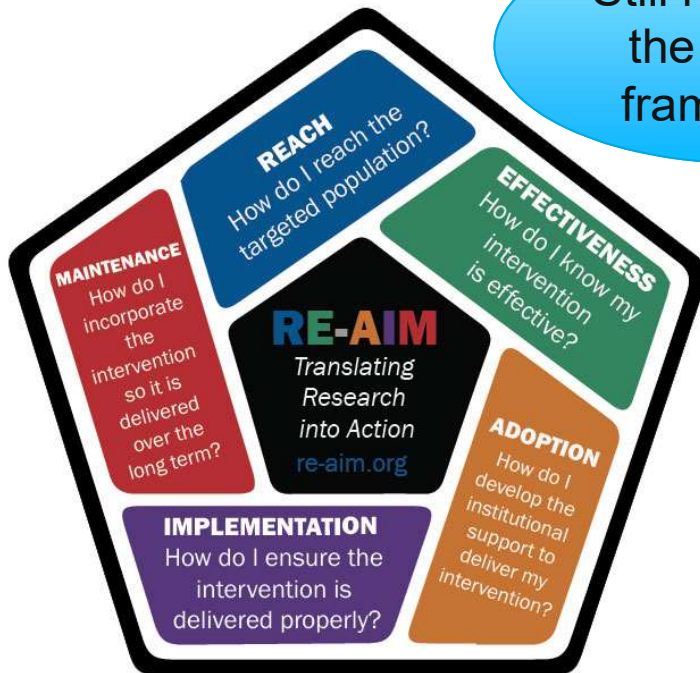 the
REACH
How do I reach the
targeted population?
EFFECTIVENESS
How do I know my
intervention
is effective?
ADOPTION
How do I
develop the
institutional
support to
deliver my
intervention?
IMPLEMENTATION
How do I ensure the
intervention is
delivered properly?
MAINTENANCE
How do I
incorporate
the
intervention
so it is
delivered
over the
long term?
RE-AIM
Translating
Research
into Action
re-aim.org